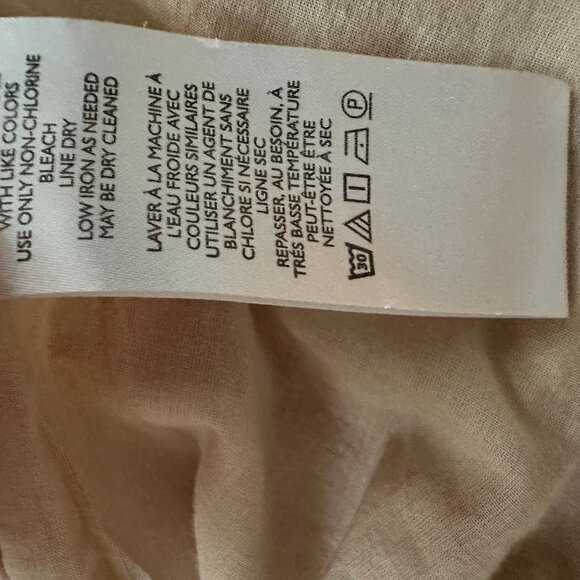 WITH LIKE COLORS
USE ONLY NON-CHLORINE
BLEACH
LINE DRY
LOW IRON AS NEEDED
MAY BE DRY CLEANED
LAVER À LA MACHINE À
L'EAU FROIDE AVEC
COULEURS SIMILAIRES
UTILISER UN AGENT DE
BLANCHIMENT SANS
CHLORE SI NÉCESSAIRE
LIGNE SEC
REPASSER, AU BESOIN, À
TRÉS BASSE TEMPÉRATURE
PEUT-ÊTRE ÊTRE
NETTOYÉE À SEC
30 P